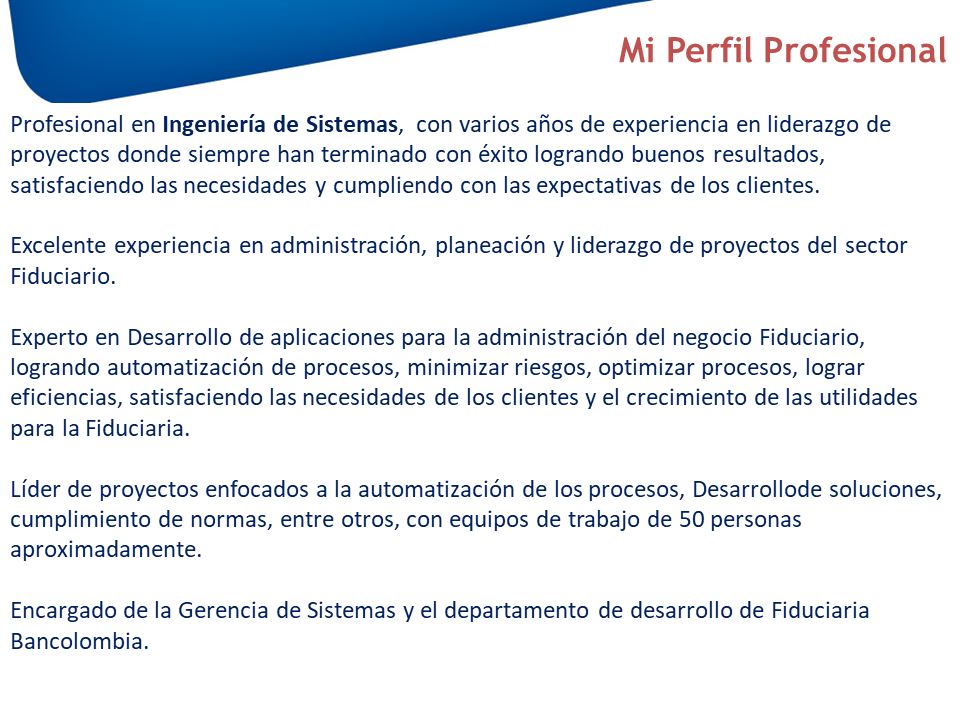 Mi Perfil Profesional
Profesional en Ingeniería de Sistemas, con varios años de experiencia en liderazgo de
proyectos donde siempre han terminado con éxito logrando buenos resultados,
satisfaciendo las necesidades y cumpliendo con las expectativas de los clientes.
Excelente experiencia en administración, planeación y liderazgo de proyectos del sector
Fiduciario.
Experto en Desarrollo de aplicaciones para la administración del negocio Fiduciario,
logrando automatización de procesos, minimizar riesgos, optimizar procesos, lograr
eficiencias, satisfaciendo las necesidades de los clientes y el crecimiento de las utilidades
para la Fiduciaria.
Líder de proyectos enfocados a la automatización de los procesos, Desarrollode soluciones,
cumplimiento de normas, entre otros, con equipos de trabajo de 50 personas
aproximadamente.
Encargado de la Gerencia de Sistemas y el departamento de desarrollo de Fiduciaria
Bancolombia.